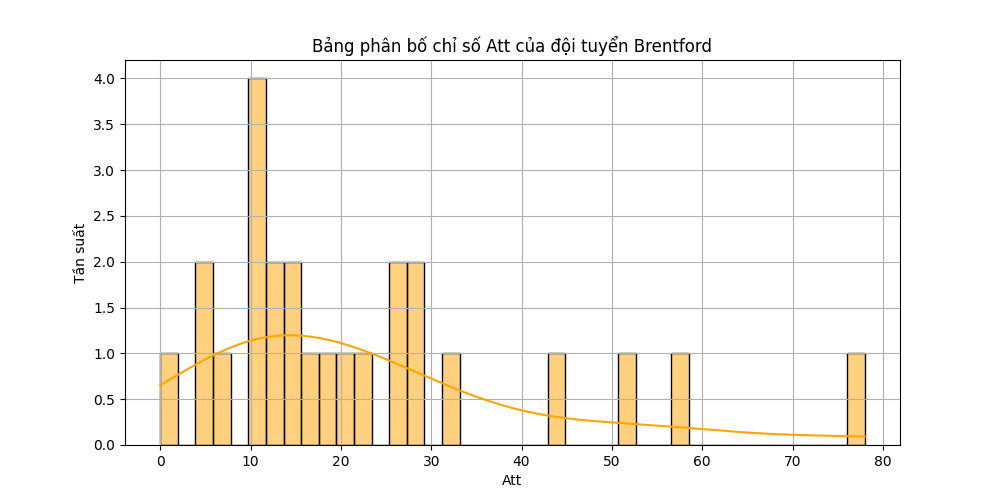 Bảng phân bố chỉ số Att của đội tuyển Brentford
4.0
3.5
3.0
2.5
2.0
1.5
1.0
0.5
0.0
Tần suất
0 10 20 30 40 50 60 70 80
Att